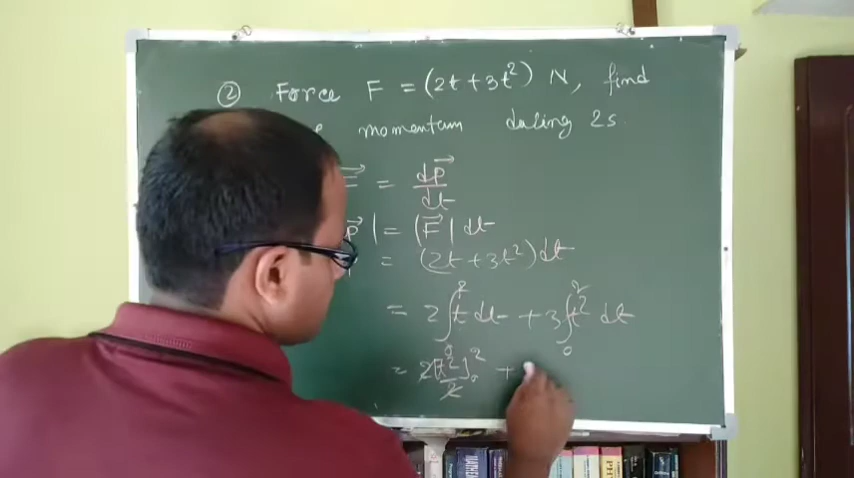 ② Force F = (2t + 3t²) N, find
momentum during 2s.
= dp⃗/dt
p⃗ | = |F⃗| dt
= (2t + 3t²) dt
= 2 ∫₀² t dt + 3 ∫₀² t² dt
= 2 [t²/2]₀² +